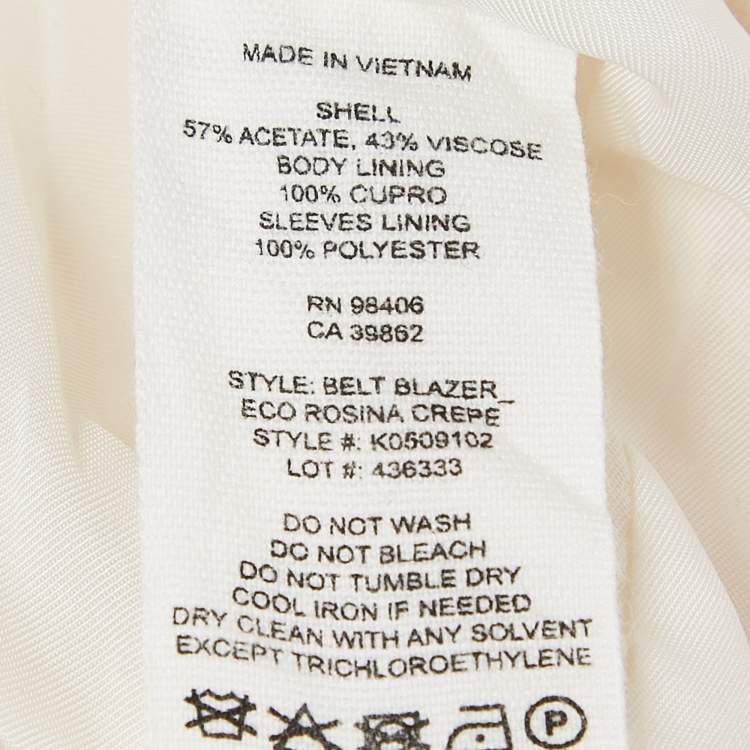 MADE IN VIETNAM
SHELL
57% ACETATE, 43% VISCOSE
BODY LINING
100% CUPRO
SLEEVES LINING
100% POLYESTER
RN 98406
CA 39862
STYLE: BELT BLAZER_
ECO ROSINA CREPE
STYLE #: K0509102
LOT #: 436333
DO NOT WASH
DO NOT BLEACH
DO NOT TUMBLE DRY
COOL IRON IF NEEDED
DRY CLEAN WITH ANY SOLVENT
EXCEPT TRICHLOROETHYLENE
P